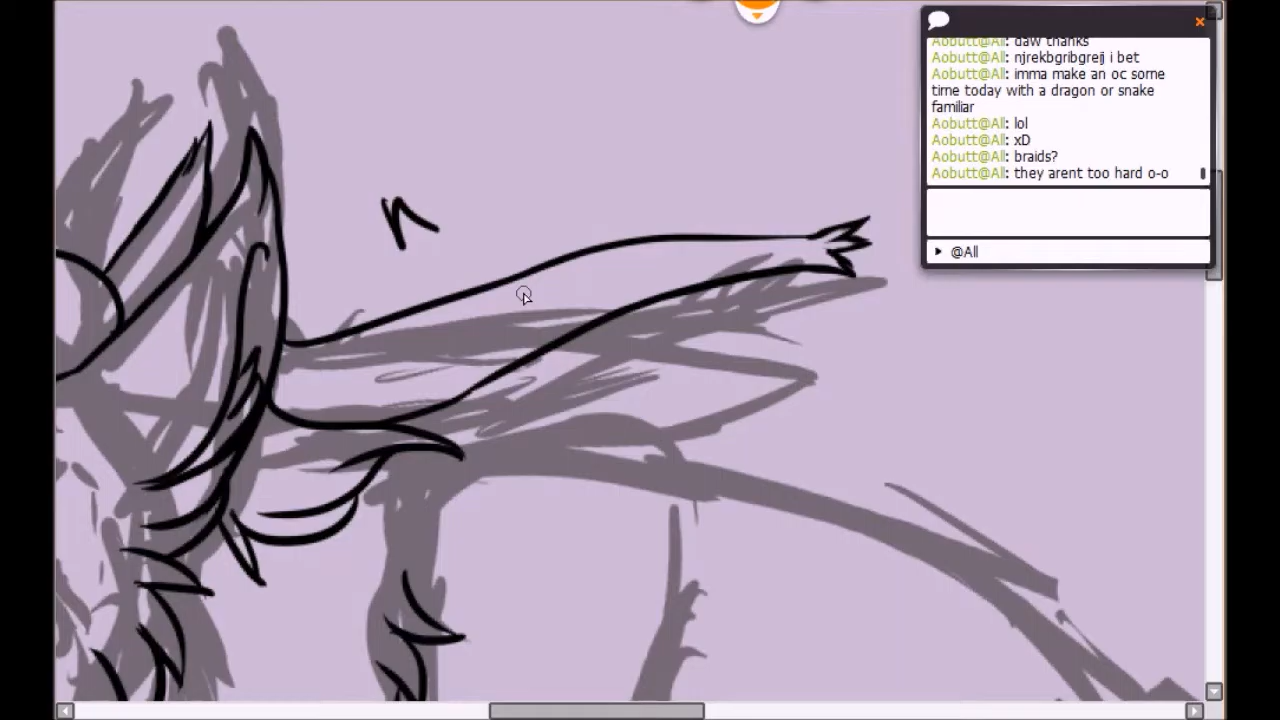 Aobutt@All: daw thanks
Aobutt@All: njrekbgribgreij i bet
Aobutt@All: imma make an oc some
time today with a dragon or snake
familiar
Aobutt@All: lol
Aobutt@All: xD
Aobutt@All: braids?
Aobutt@All: they arent too hard o-o
@All